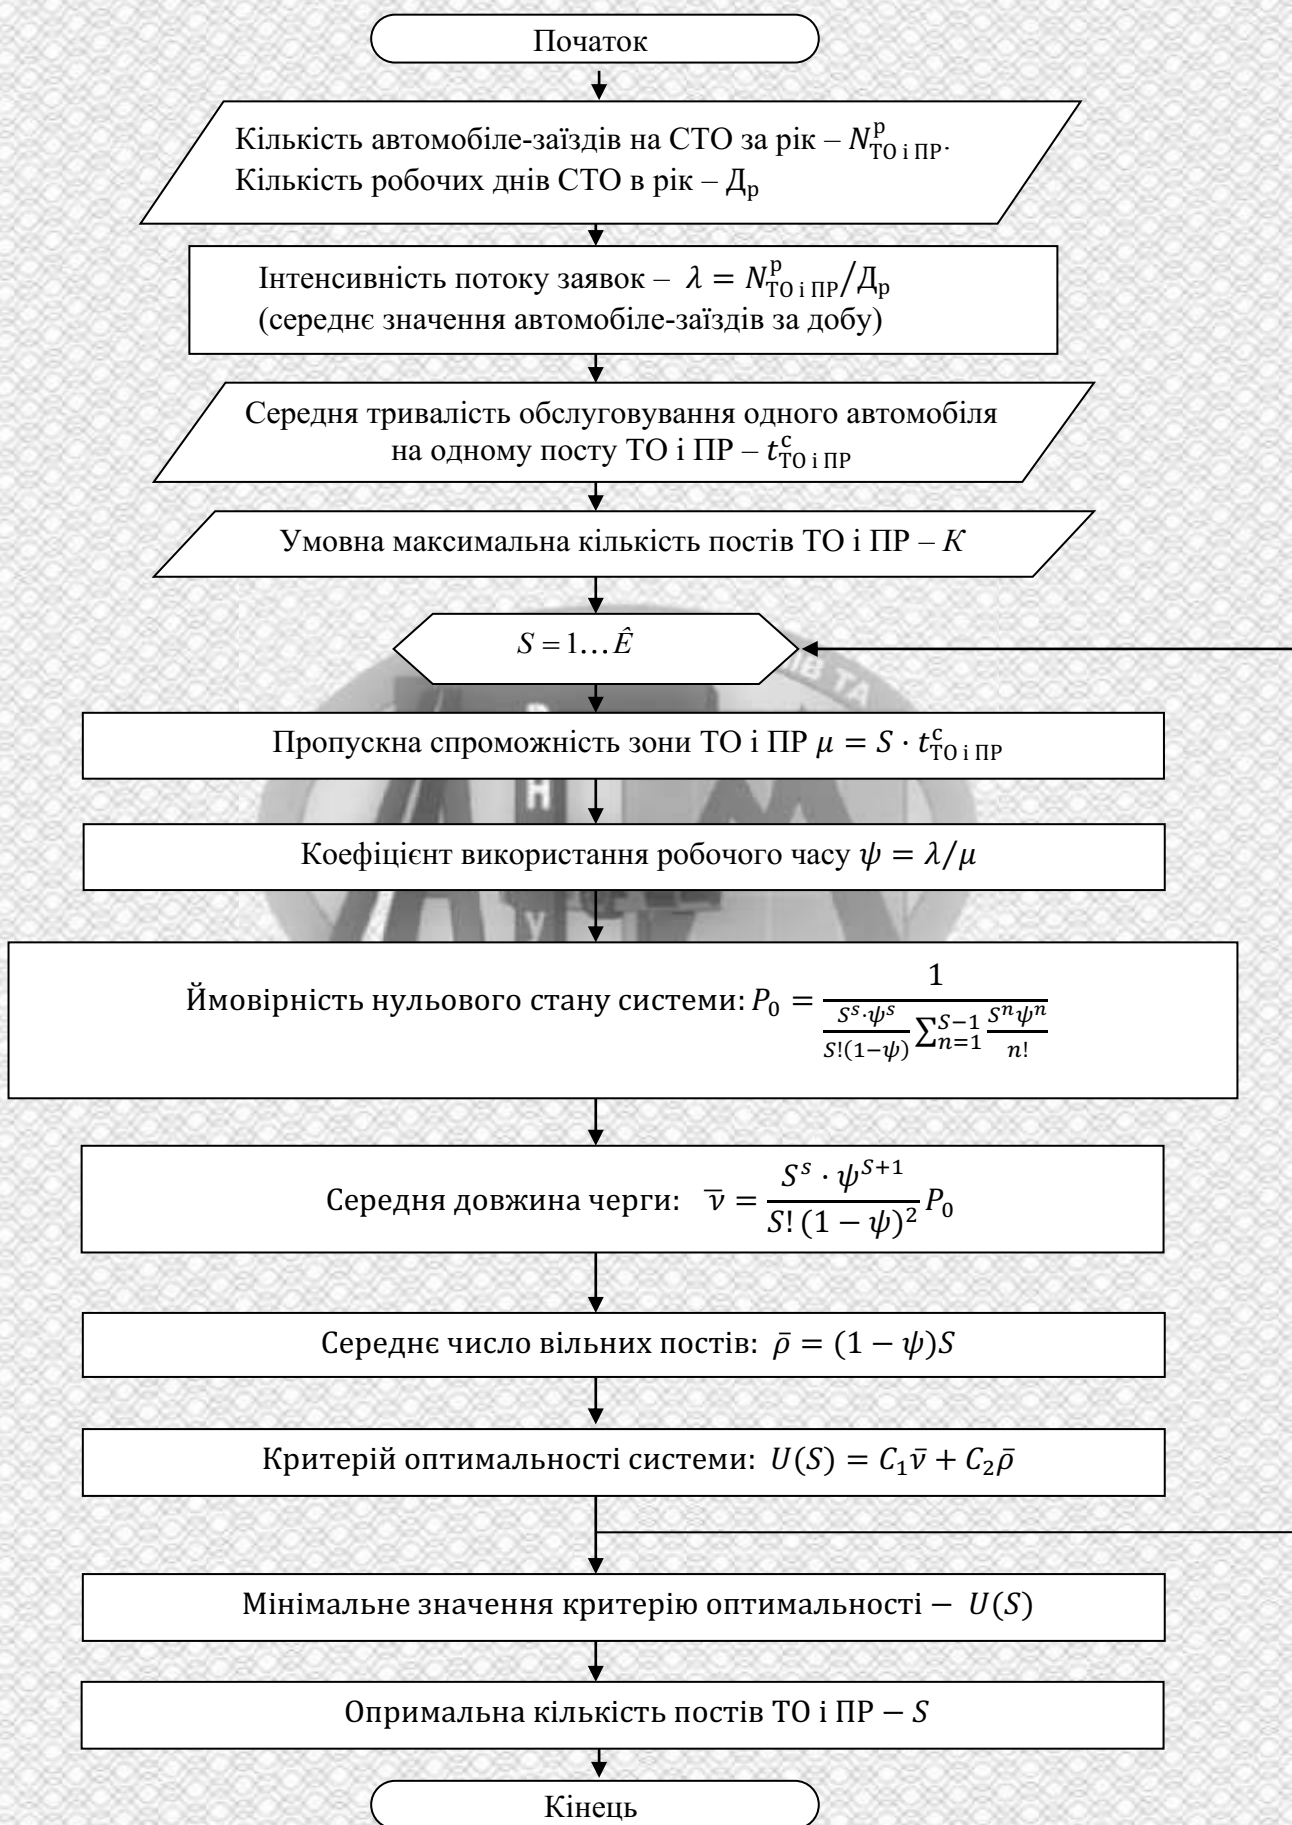 Початок
Кількість автомобіле-заїздів на СТО за рік – N^р_ТО і ПР.
Кількість робочих днів СТО в рік – Д_р
Інтенсивність потоку заявок – λ = N^р_ТО і ПР/Д_р
(середнє значення автомобіле-заїздів за добу)
Середня тривалість обслуговування одного автомобіля
на одному посту ТО і ПР – t^с_ТО і ПР
Умовна максимальна кількість постів ТО і ПР – К
S = 1…Ê
ІВ ТА
Пропускна спроможність зони ТО і ПР μ = S · t^с_ТО і ПР
Н
Коефіцієнт використання робочого часу ψ = λ/μ
У
Ймовірність нульового стану системи: P_0 = 1 / (S^s·ψ^s / S!(1−ψ) ∑_{n=1}^{S−1} S^nψ^n / n!)
Середня довжина черги: ν̅ = S^s · ψ^{S+1} / S! (1 − ψ)^2 P_0
Середнє число вільних постів: ρ̅ = (1 − ψ)S
Критерій оптимальності системи: U(S) = C_1ν̅ + C_2ρ̅
Мінімальне значення критерію оптимальності − U(S)
Опримальна кількість постів ТО і ПР − S
Кінець